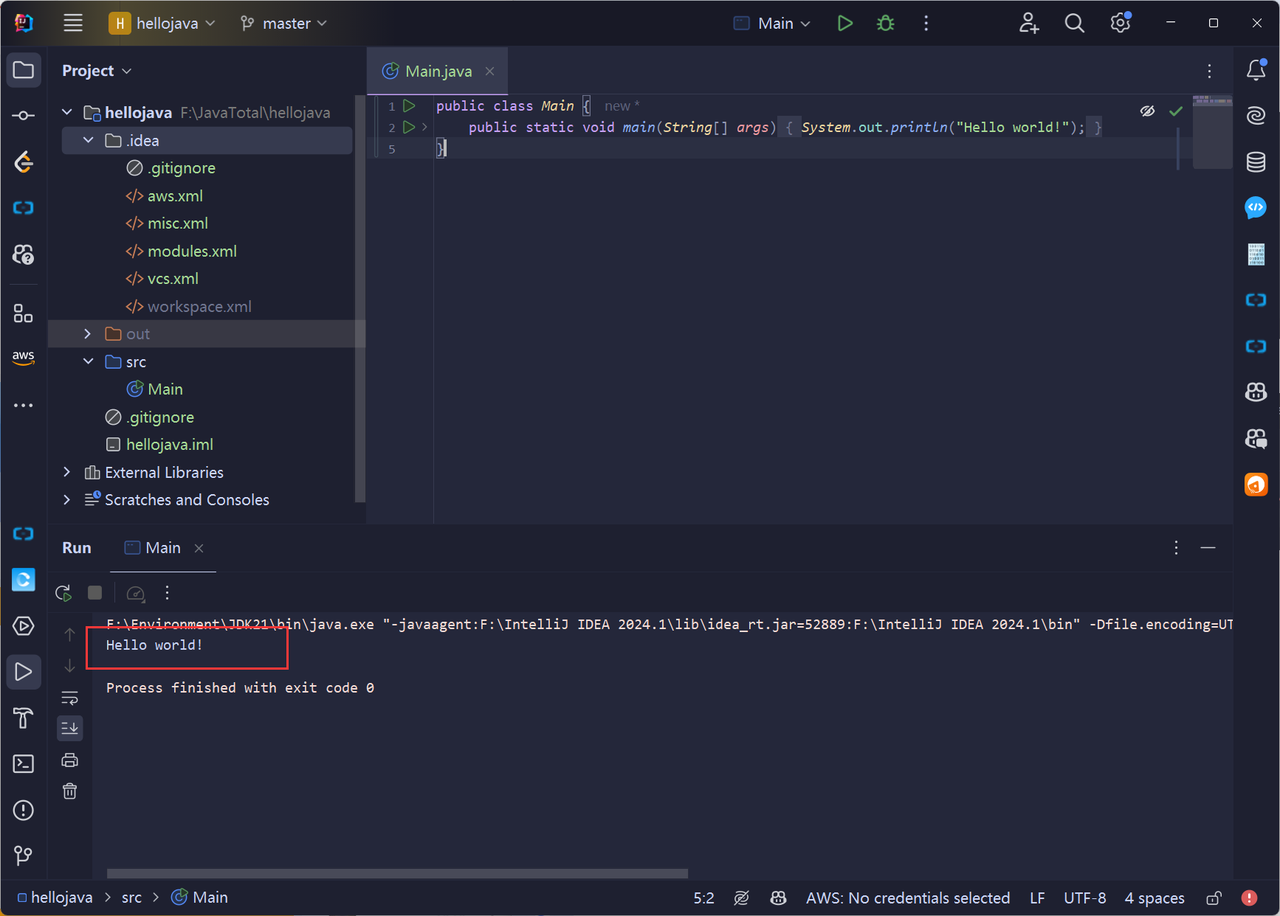 H hellojava master Main
Project
Main.java
hellojava F:\JavaTotal\hellojava
.idea
.gitignore
aws.xml
misc.xml
modules.xml
vcs.xml
workspace.xml
out
src
Main
.gitignore
hellojava.iml
External Libraries
Scratches and Consoles
aws
1 public class Main { new *
2 public static void main(String[] args) { System.out.println("Hello world!"); }
5 }
Run Main
F:\Environment\JDK21\bin\java.exe "-javaagent:F:\IntelliJ IDEA 2024.1\lib\idea_rt.jar=52889:F:\IntelliJ IDEA 2024.1\bin" -Dfile.encoding=UT
Hello world!
Process finished with exit code 0
hellojava > src > Main 5:2 AWS: No credentials selected LF UTF-8 4 spaces